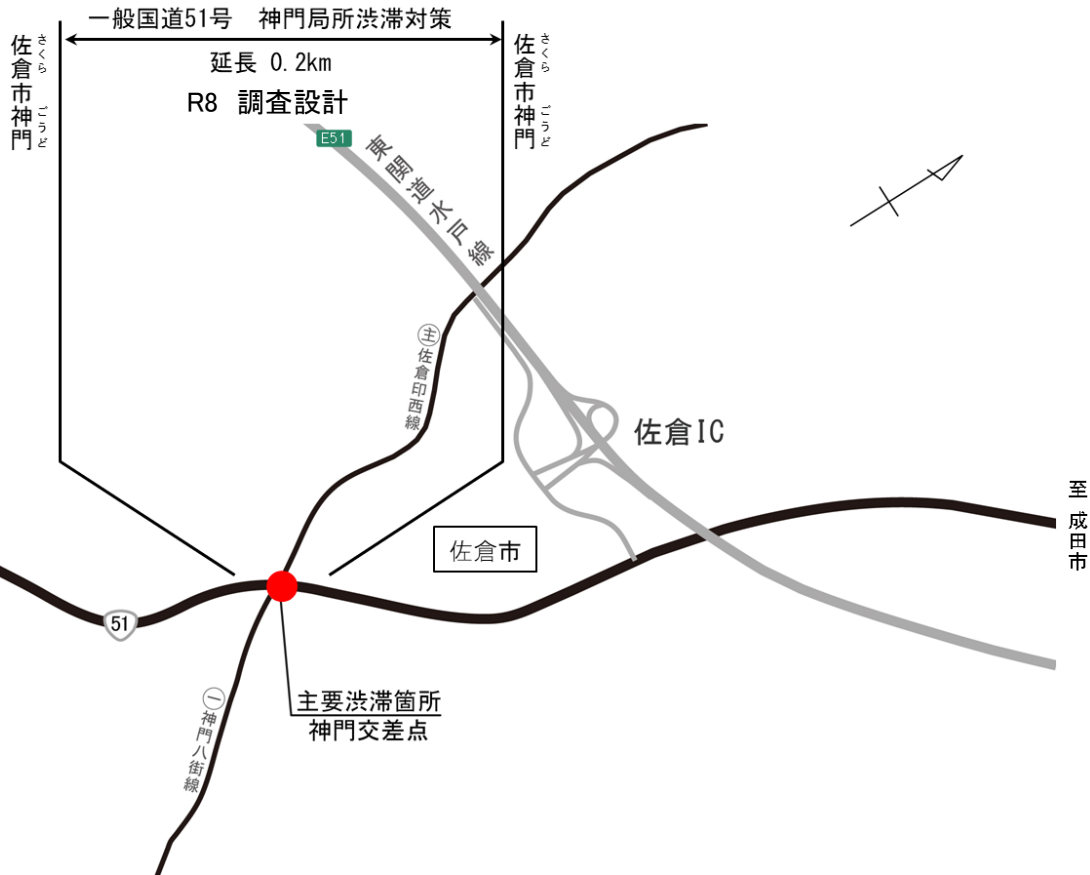 一般国道51号　神門局所渋滞対策
延長 0.2km
R8 調査設計
佐倉市神門
さくら
ごうど
佐倉市神門
さくら
ごうど
E51
東関道水戸線
主
佐倉印西線
佐倉IC
至 成田市
佐倉市
51
主要渋滞箇所
神門交差点
一
神門八街線